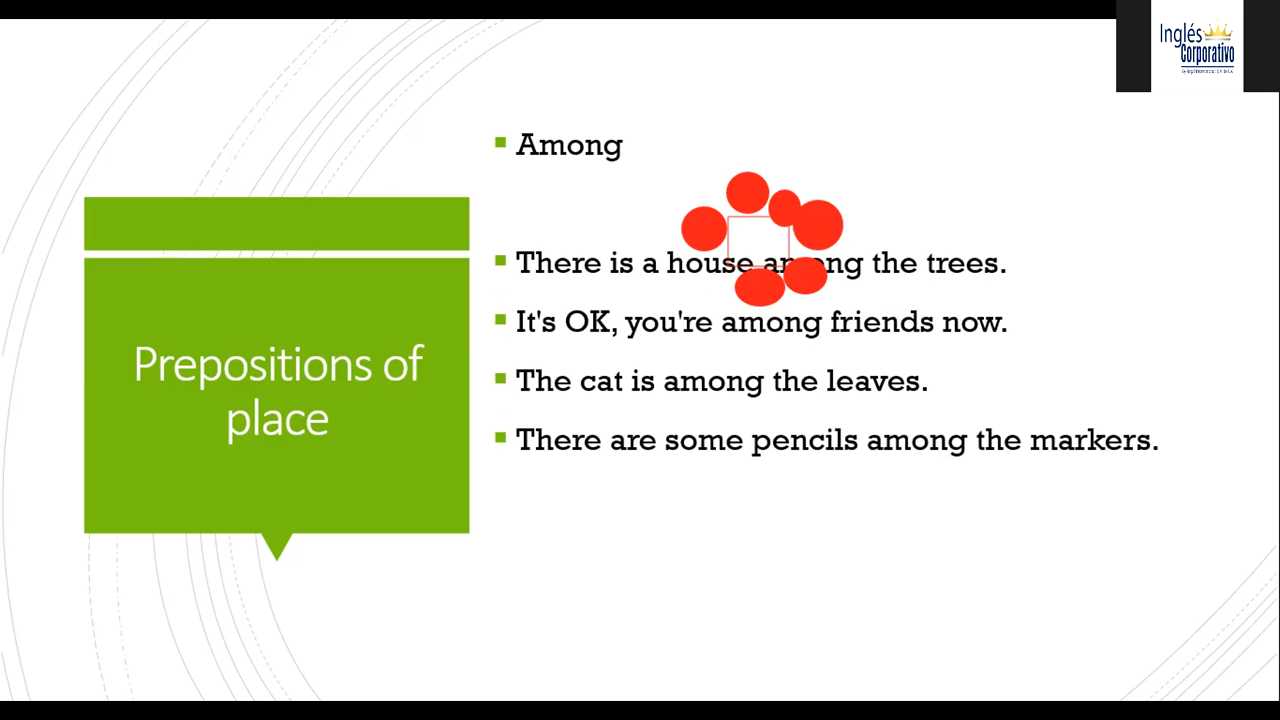 Inglés
Corporativo
Among
There is a house among the trees.
It's OK, you're among friends now.
The cat is among the leaves.
There are some pencils among the markers.
Prepositions of
place